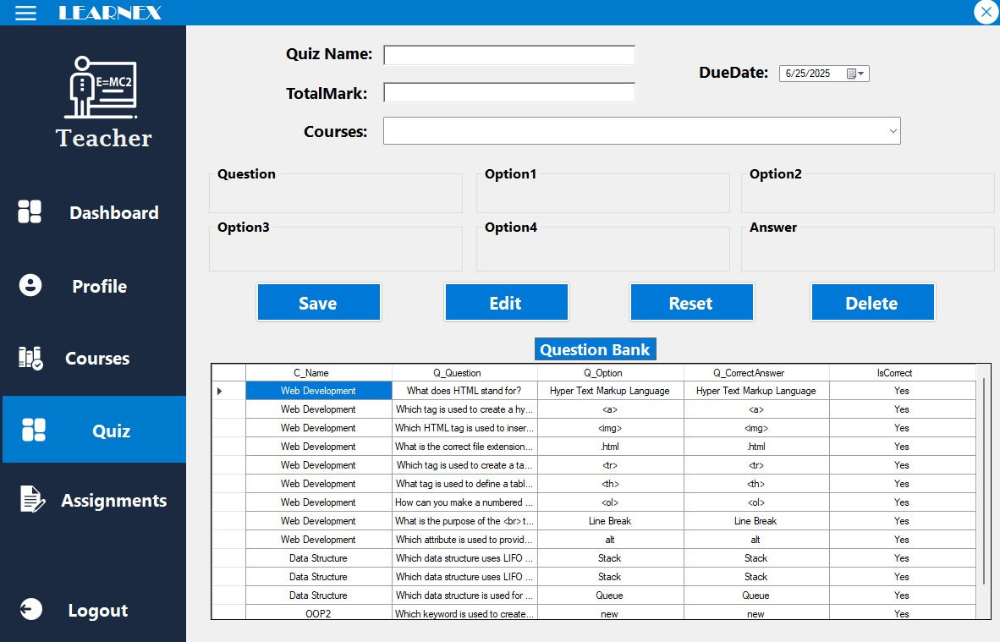 LEARNEX
E=MC2
Teacher
Dashboard
Profile
Courses
Quiz
Assignments
Logout
Quiz Name:
DueDate: 6/25/2025
TotalMark:
Courses:
Question Option1 Option2
Option3 Option4 Answer
Save Edit Reset Delete
Question Bank
C_Name Q_Question Q_Option Q_CorrectAnswer IsCorrect
Web Development What does HTML stand for? Hyper Text Markup Language Hyper Text Markup Language Yes
Web Development Which tag is used to create a hy... <a> <a> Yes
Web Development Which HTML tag is used to inser... <img> <img> Yes
Web Development What is the correct file extension... .html .html Yes
Web Development Which tag is used to create a ta... <tr> <tr> Yes
Web Development What tag is used to define a tabl... <th> <th> Yes
Web Development How can you make a numbered ... <ol> <ol> Yes
Web Development What is the purpose of the <br> t... Line Break Line Break Yes
Web Development Which attribute is used to provid... alt alt Yes
Data Structure Which data structure uses LIFO ... Stack Stack Yes
Data Structure Which data structure uses LIFO ... Stack Stack Yes
Data Structure Which data structure is used for ... Queue Queue Yes
OOP2 Which keyword is used to create... new new Yes